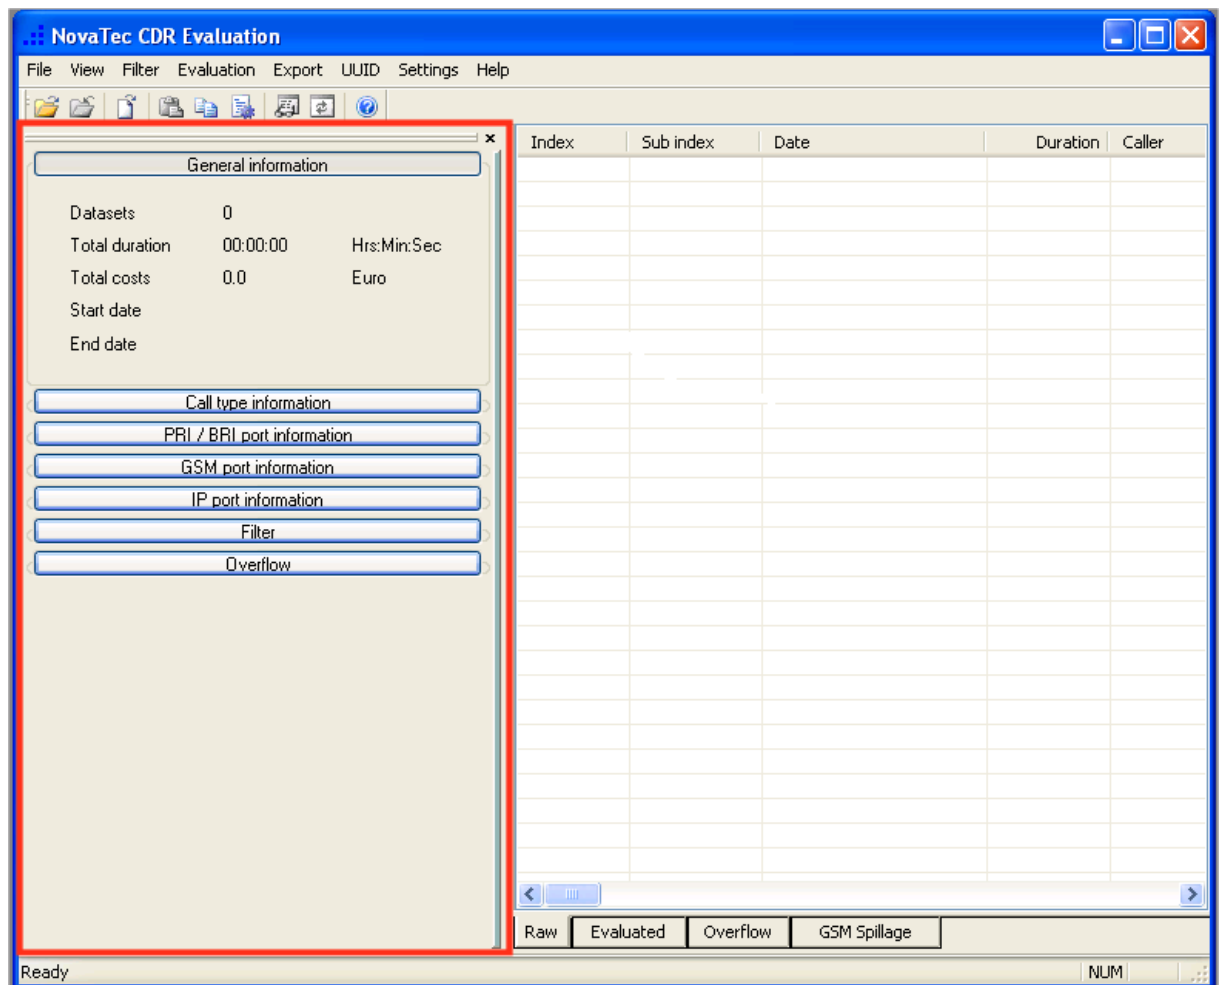 NovaTec CDR Evaluation
File View Filter Evaluation Export UUID Settings Help
General information
Datasets 0
Total duration 00:00:00 Hrs:Min:Sec
Total costs 0.0 Euro
Start date
End date
Call type information
PRI / BRI port information
GSM port information
IP port information
Filter
Overflow
Index Sub index Date Duration Caller
Raw Evaluated Overflow GSM Spillage
Ready NUM